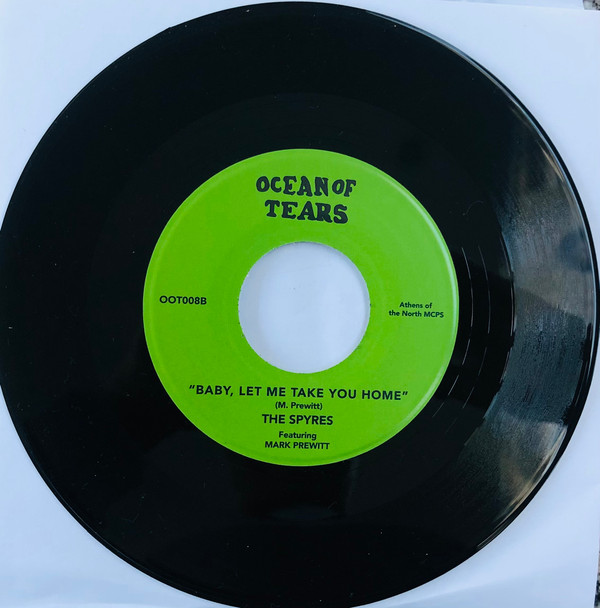 OCEAN OF
TEARS
OOT008B
Athens of
the North MCPS
"BABY, LET ME TAKE YOU HOME"
(M. Prewitt)
THE SPYRES
Featuring
MARK PREWITT